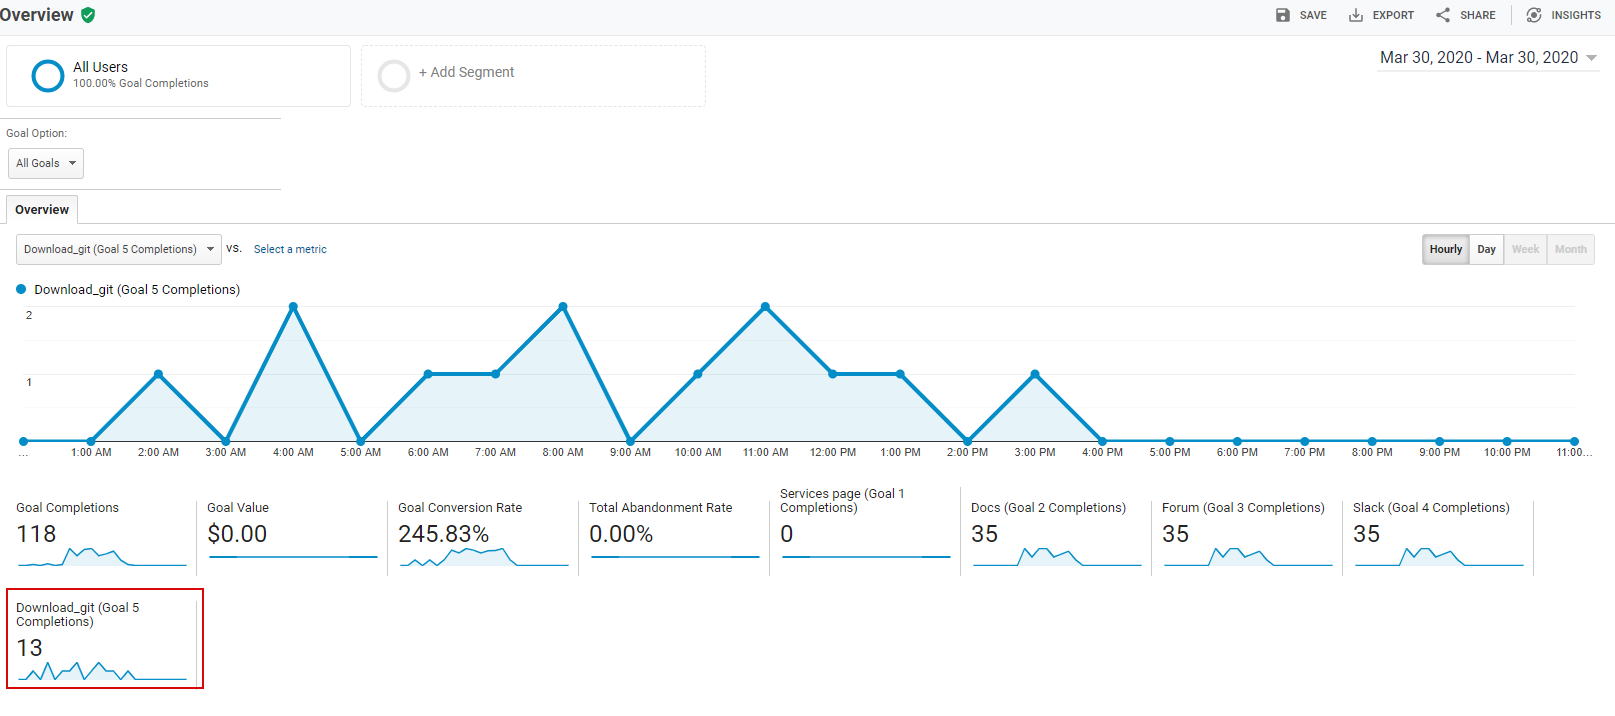 Overview
SAVE EXPORT SHARE INSIGHTS
All Users
100.00% Goal Completions
+ Add Segment
Mar 30, 2020 - Mar 30, 2020
Goal Option:
All Goals
Overview
Download_git (Goal 5 Completions) VS. Select a metric
Hourly Day Week Month
Download_git (Goal 5 Completions)
2
1
... 1:00 AM 2:00 AM 3:00 AM 4:00 AM 5:00 AM 6:00 AM 7:00 AM 8:00 AM 9:00 AM 10:00 AM 11:00 AM 12:00 PM 1:00 PM 2:00 PM 3:00 PM 4:00 PM 5:00 PM 6:00 PM 7:00 PM 8:00 PM 9:00 PM 10:00 PM 11:00...
Goal Completions
118
Goal Value
$0.00
Goal Conversion Rate
245.83%
Total Abandonment Rate
0.00%
Services page (Goal 1
Completions)
0
Docs (Goal 2 Completions)
35
Forum (Goal 3 Completions)
35
Slack (Goal 4 Completions)
35
Download_git (Goal 5
Completions)
13